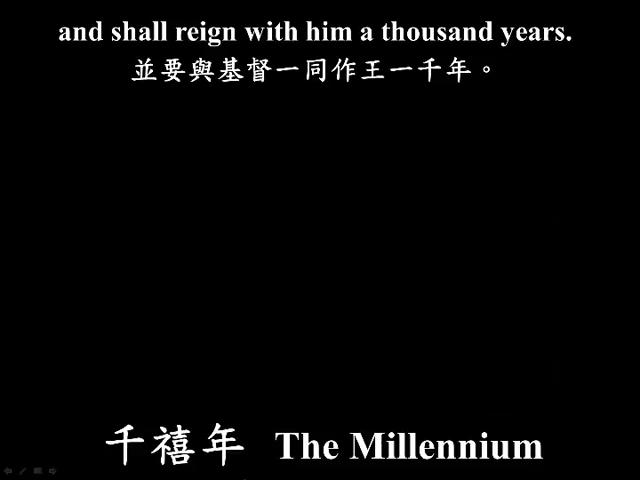 and shall reign with him a thousand years.
並要與基督一同作王一千年。
千禧年 The Millennium